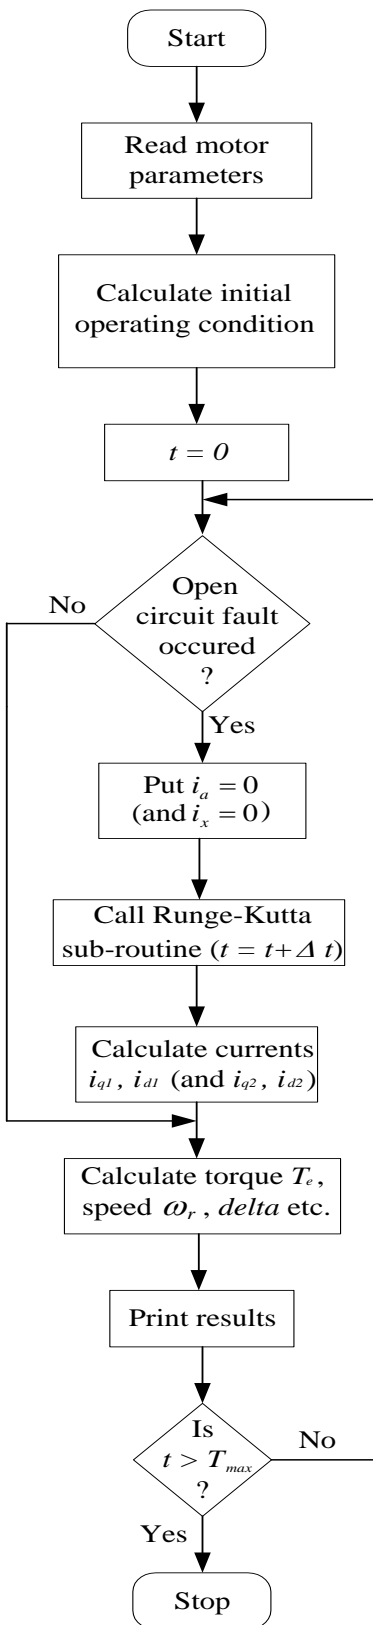 Start
Read motor
parameters
Calculate initial
operating condition
t = 0
Open
circuit fault
occured
?
No
Yes
Put i_a = 0
(and i_x = 0)
Call Runge-Kutta
sub-routine (t = t+Δ t)
Calculate currents
i_q1, i_d1 (and i_q2, i_d2)
Calculate torque T_e,
speed ω_r, delta etc.
Print results
Is
t > T_max
?
No
Yes
Stop